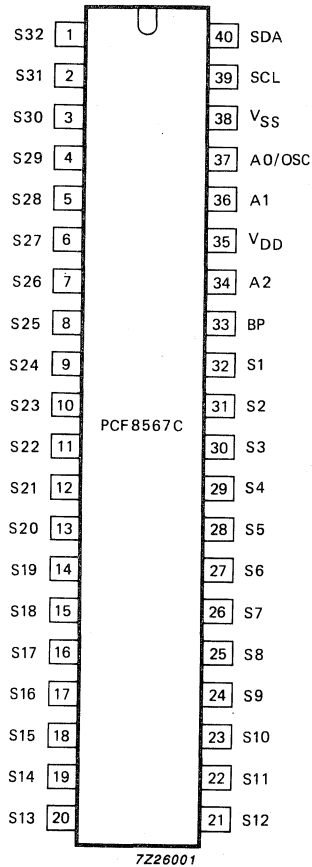 S32 1 40 SDA
S31 2 39 SCL
S30 3 38 VSS
S29 4 37 A0/OSC
S28 5 36 A1
S27 6 35 VDD
S26 7 34 A2
S25 8 33 BP
S24 9 32 S1
S23 10 31 S2
PCF8567C
S22 11 30 S3
S21 12 29 S4
S20 13 28 S5
S19 14 27 S6
S18 15 26 S7
S17 16 25 S8
S16 17 24 S9
S15 18 23 S10
S14 19 22 S11
S13 20 21 S12
7Z26001